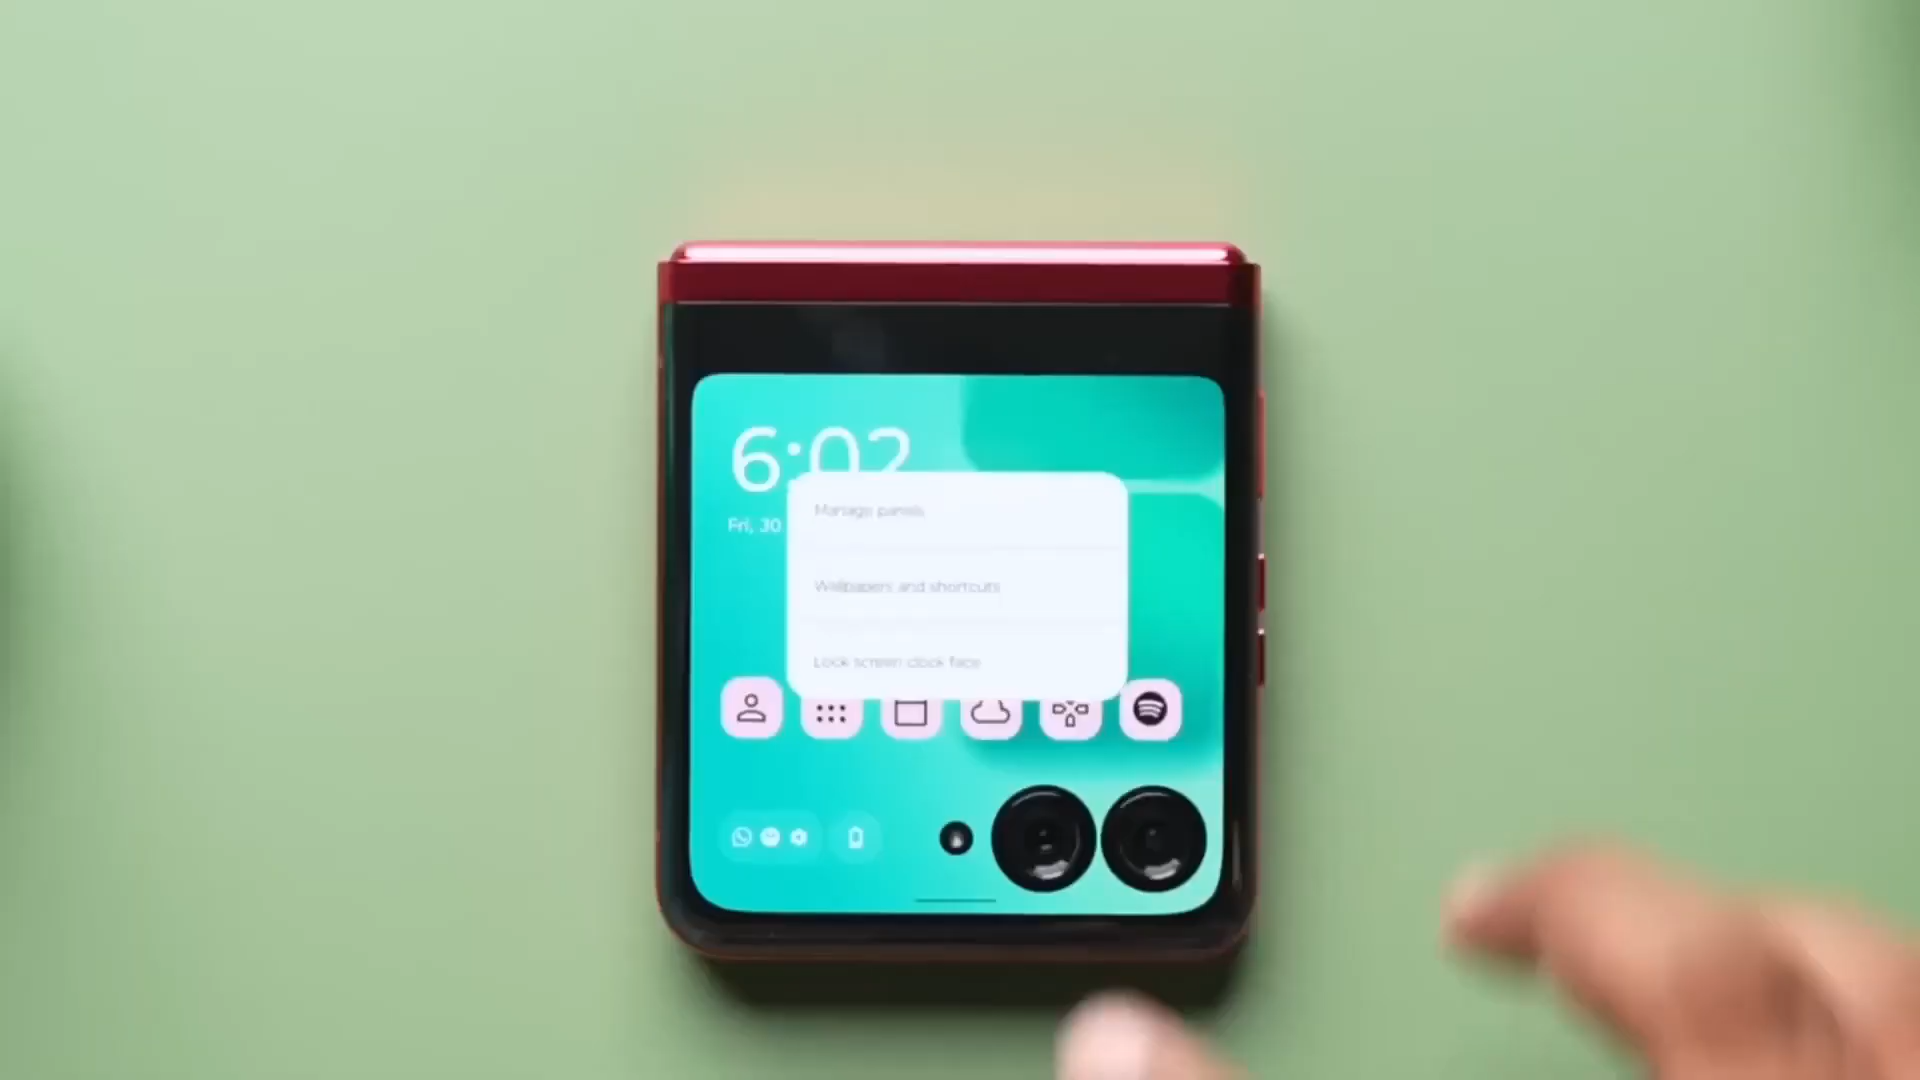 6:02
Fri, 30
Manage panels
Wallpapers and shortcuts
Lock screen clock face